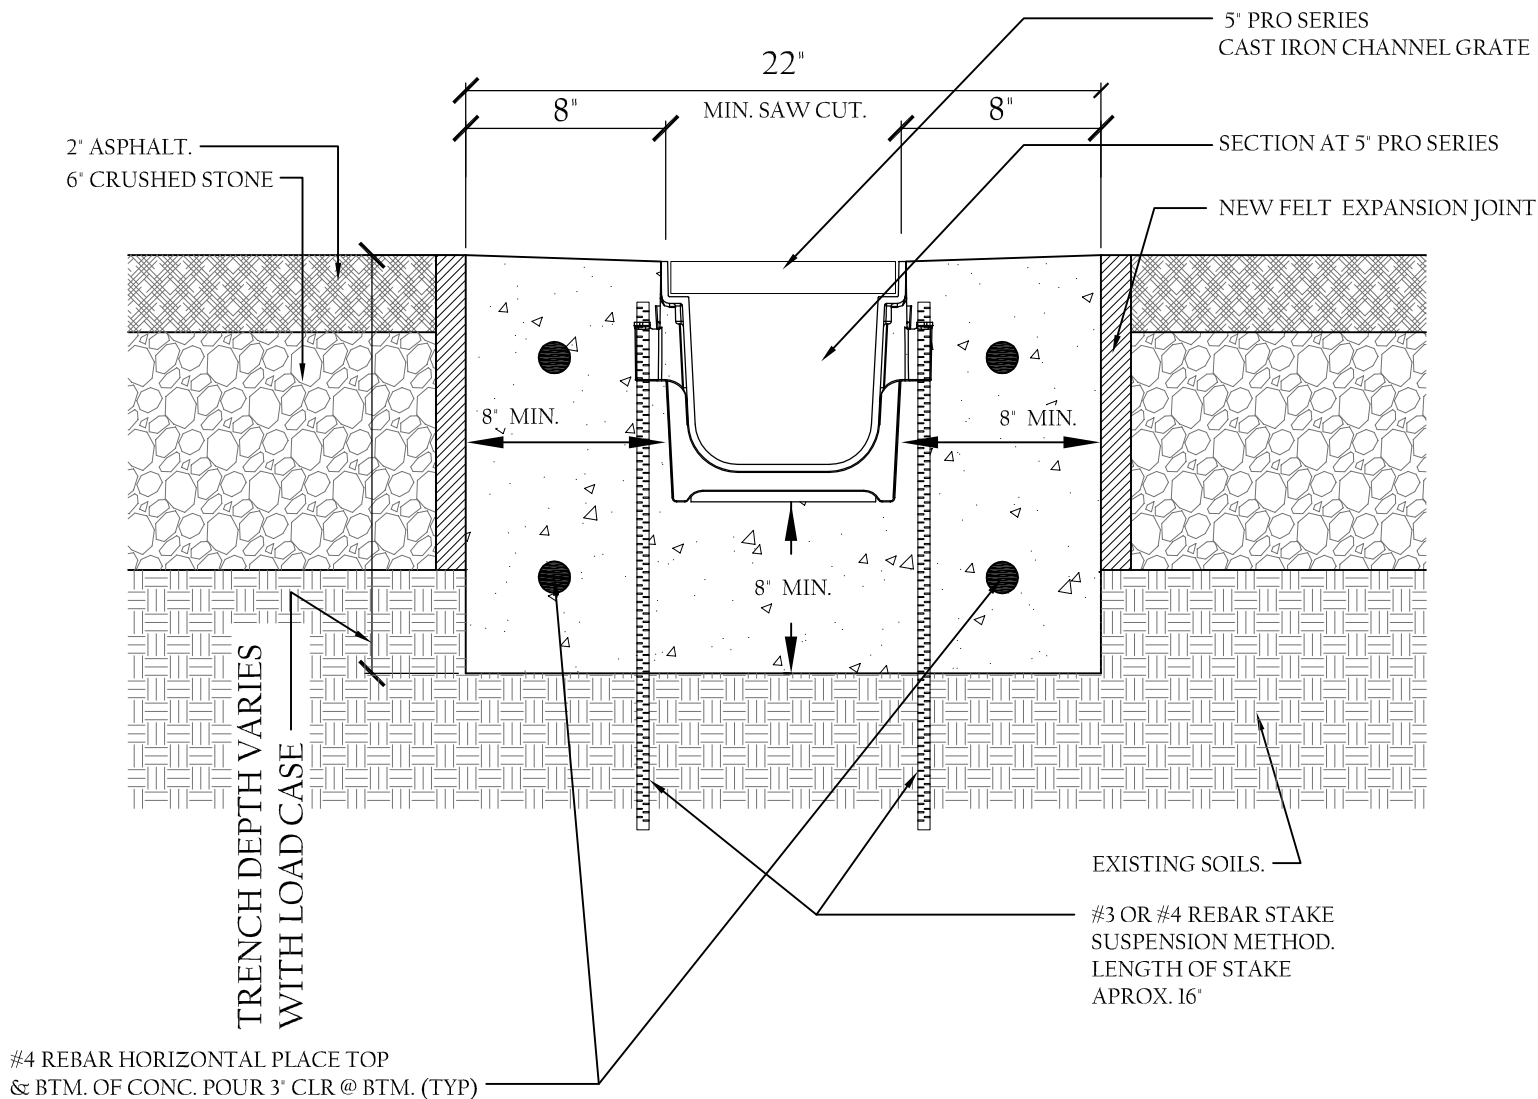 5" PRO SERIES
CAST IRON CHANNEL GRATE
22"
8"
MIN. SAW CUT.
8"
2" ASPHALT.
6" CRUSHED STONE
SECTION AT 5" PRO SERIES
NEW FELT EXPANSION JOINT
8" MIN.
8" MIN.
8" MIN.
TRENCH DEPTH VARIES
WITH LOAD CASE
EXISTING SOILS.
#3 OR #4 REBAR STAKE
SUSPENSION METHOD.
LENGTH OF STAKE
APROX. 16"
#4 REBAR HORIZONTAL PLACE TOP
& BTM. OF CONC. POUR 3" CLR @ BTM. (TYP)